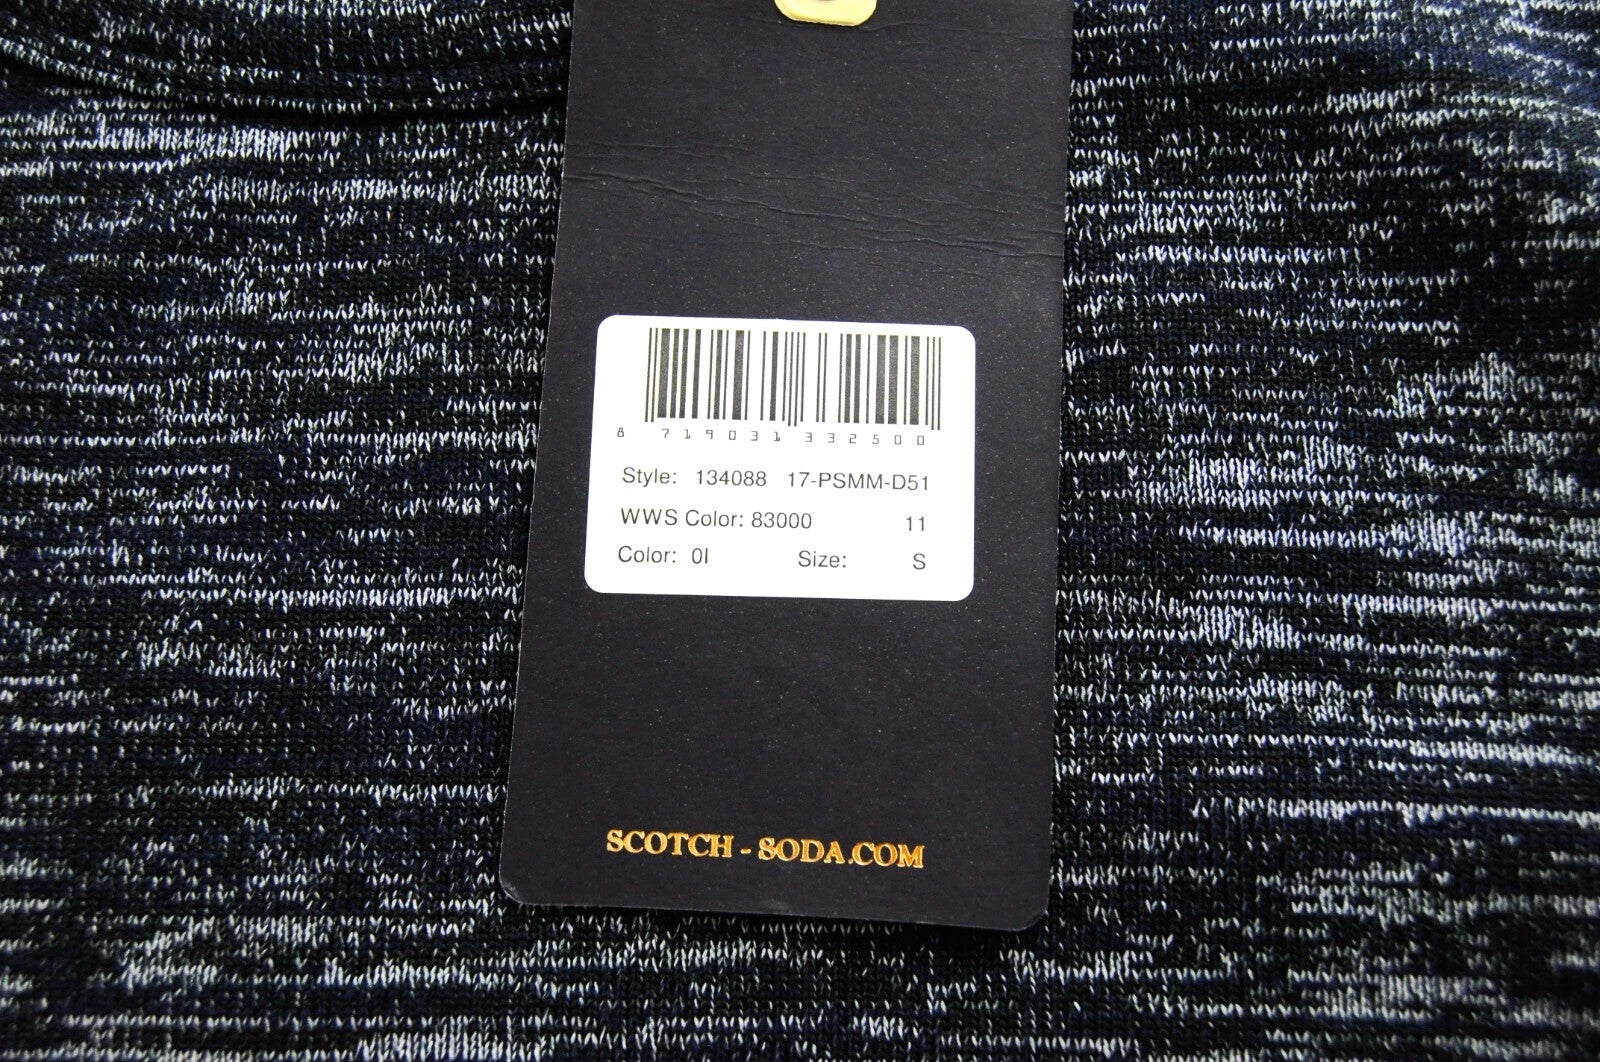 8 719031 332500
Style: 134088 17-PSMM-D51
WWS Color: 83000 11
Color: 0I Size: S
SCOTCH - SODA.COM